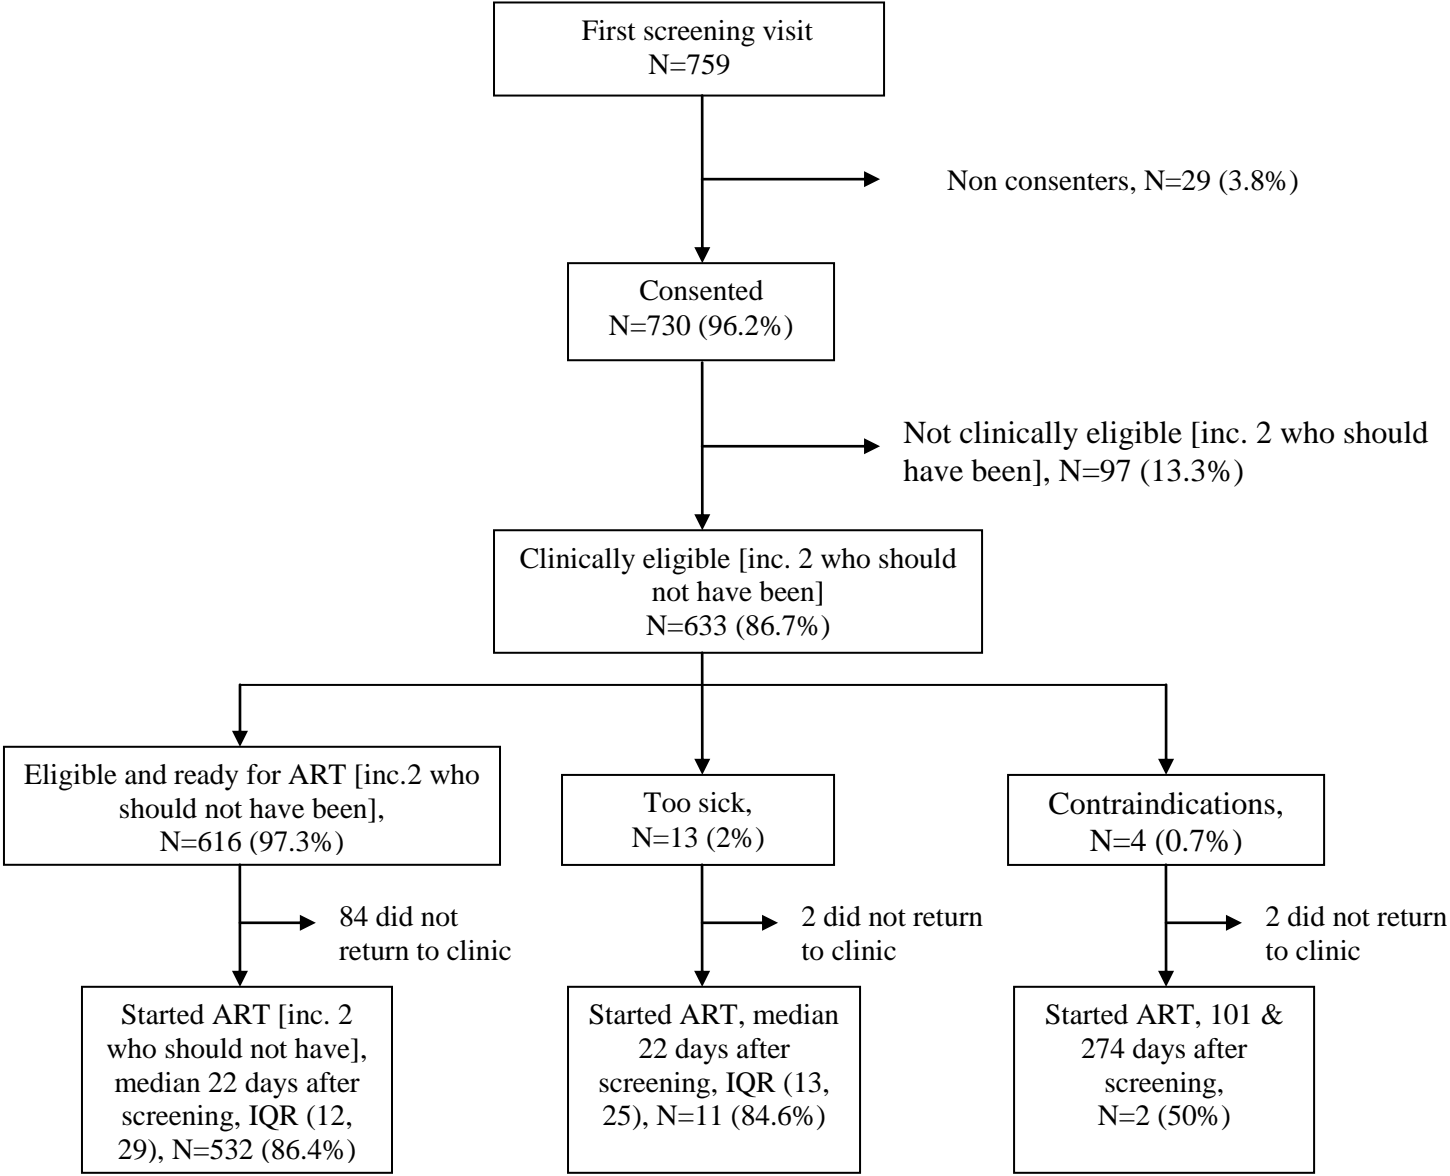 First screening visit
N=759
Non consenters, N=29 (3.8%)
Consented
N=730 (96.2%)
Not clinically eligible [inc. 2 who should
have been], N=97 (13.3%)
Clinically eligible [inc. 2 who should
not have been]
N=633 (86.7%)
Eligible and ready for ART [inc.2 who
should not have been],
N=616 (97.3%)
Too sick,
N=13 (2%)
Contraindications,
N=4 (0.7%)
84 did not
return to clinic
2 did not return
to clinic
2 did not return
to clinic
Started ART [inc. 2
who should not have],
median 22 days after
screening, IQR (12,
29), N=532 (86.4%)
Started ART, median
22 days after
screening, IQR (13,
25), N=11 (84.6%)
Started ART, 101 &
274 days after
screening,
N=2 (50%)